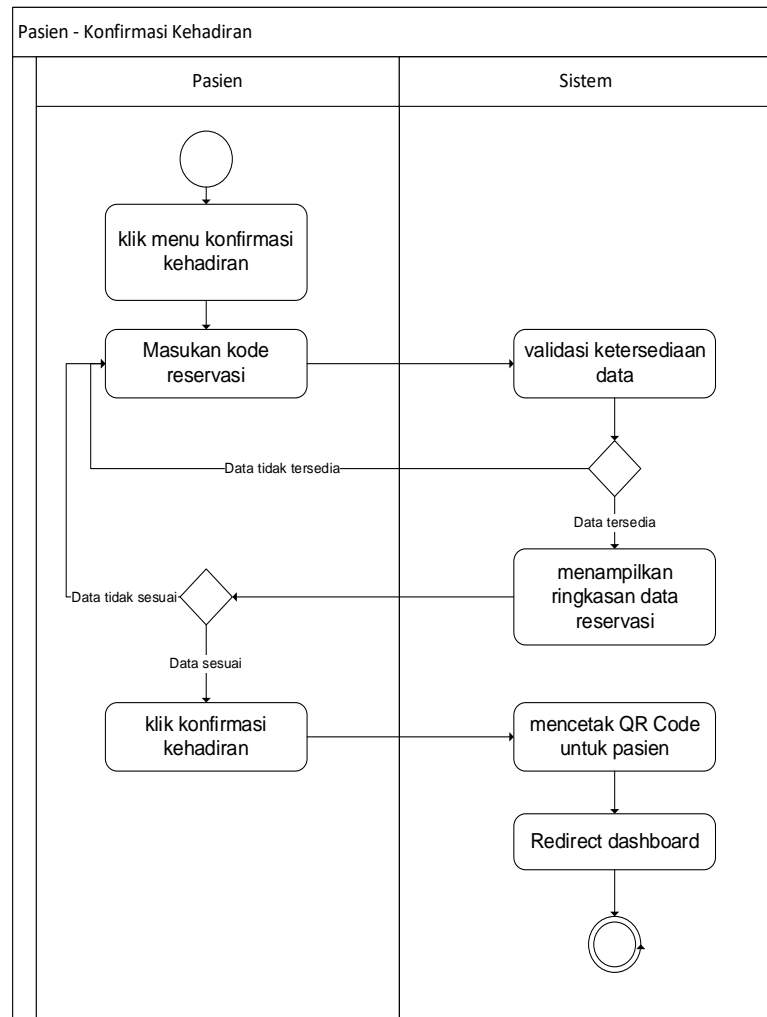 Pasien - Konfirmasi Kehadiran
Pasien
Sistem
klik menu konfirmasi
kehadiran
Masukan kode
reservasi
validasi ketersediaan
data
Data tidak tersedia
Data tersedia
menampilkan
ringkasan data
reservasi
Data tidak sesuai
Data sesuai
klik konfirmasi
kehadiran
mencetak QR Code
untuk pasien
Redirect dashboard